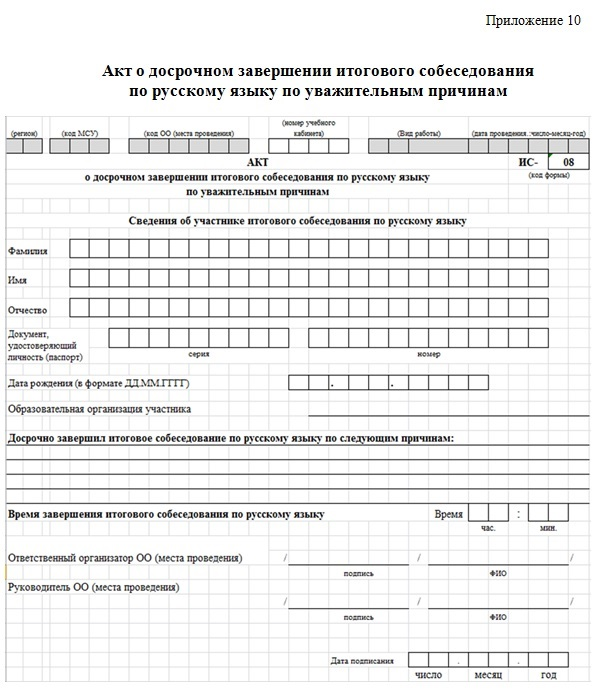 Приложение 10
Акт о досрочном завершении итогового собеседования
по русскому языку по уважительным причинам
(регион) (код МСУ) (код ОО (места проведения) (номер учебного кабинета) (Вид работы) (дата проведения.:число-месяц-год)
АКТ ИС- 08
о досрочном завершении итогового собеседования по русскому языку (код формы)
по уважительным причинам
Сведения об участнике итогового собеседования по русскому языку
Фамилия
Имя
Отчество
Документ,
удостоверяющий
личность (паспорт)
серия номер
Дата рождения (в формате ДД.ММ.ГГГГ) . .
Образовательная организация участника
Досрочно завершил итоговое собеседование по русскому языку по следующим причинам:
Время завершения итогового собеседования по русскому языку Время :
час. мин.
Ответственный организатор ОО (места проведения) / / /
подпись ФИО
Руководитель ОО (места проведения)
/ / /
подпись ФИО
Дата подписания . .
число месяц год